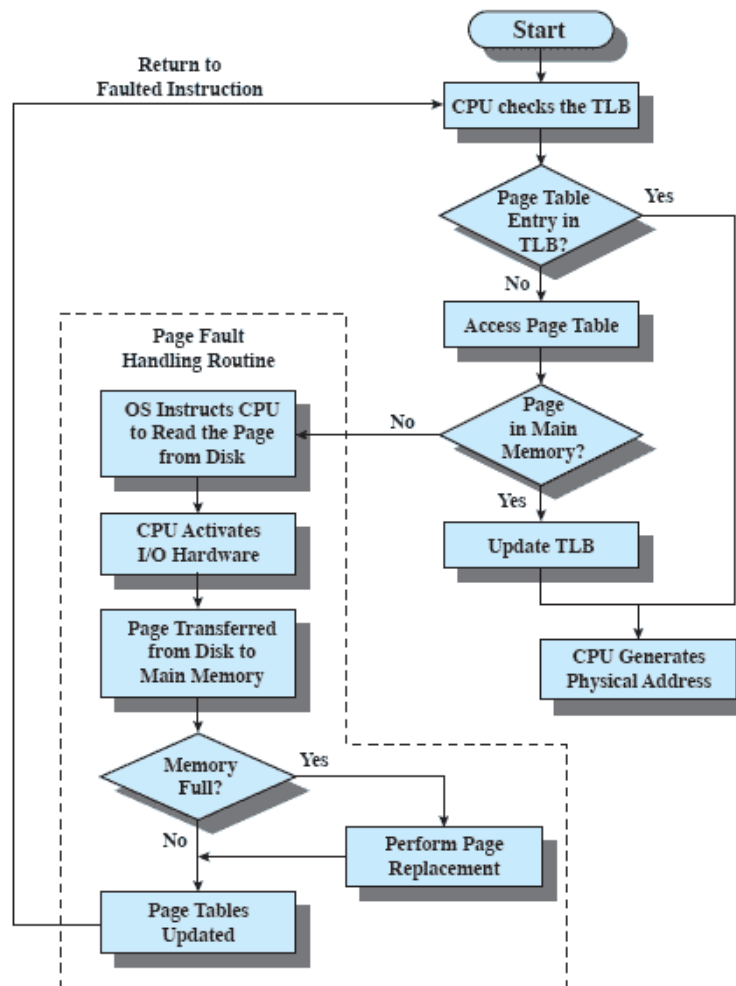 Start
Return to
Faulted Instruction
CPU checks the TLB
Page Table
Entry in
TLB?
Yes
No
Access Page Table
Page Fault
Handling Routine
OS Instructs CPU
to Read the Page
from Disk
No
Page
in Main
Memory?
Yes
CPU Activates
I/O Hardware
Update TLB
Page Transferred
from Disk to
Main Memory
CPU Generates
Physical Address
Memory
Full?
Yes
No
Perform Page
Replacement
Page Tables
Updated